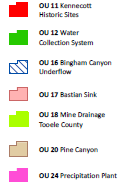 OU 11 Kennecott
Historic Sites
OU 12 Water
Collection System
OU 16 Bingham Canyon
Underflow
OU 17 Bastian Sink
OU 18 Mine Drainage
Tooele County
OU 20 Pine Canyon
OU 24 Precipitation Plant